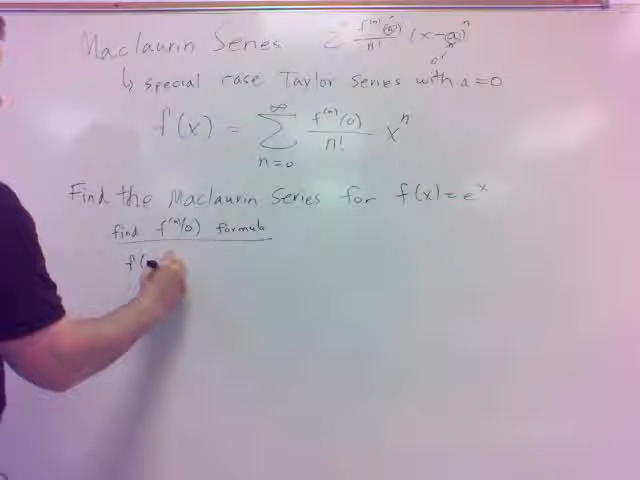 Maclaurin Series Σ f⁽ⁿ⁾(a)/n! (x-a)ⁿ
↳ special case Taylor Series with a=0
f(x) = ∞ Σ n=0 f⁽ⁿ⁾(0)/n! xⁿ
Find the Maclaurin Series for f(x)=eˣ
find f⁽ⁿ⁾(0) formula
f(